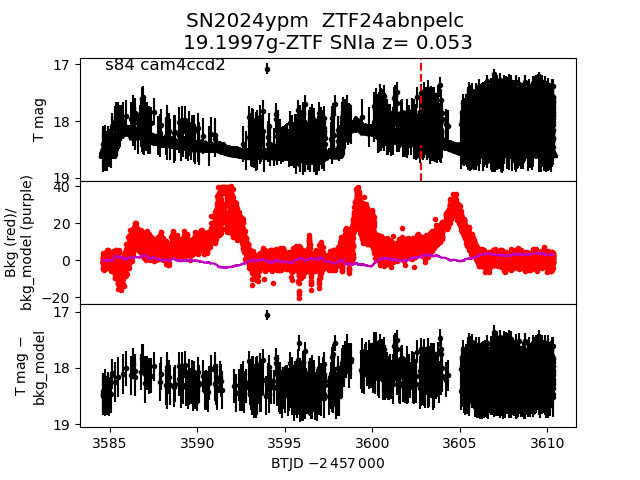 SN2024ypm  ZTF24abnpelc
19.1997g-ZTF SNIa z= 0.053
s84 cam4ccd2
T mag
17
18
19
Bkg (red)/
bkg_model (purple)
40
20
0
−20
T mag −
bkg_model
17
18
19
3585 3590 3595 3600 3605 3610
BTJD −2 457 000